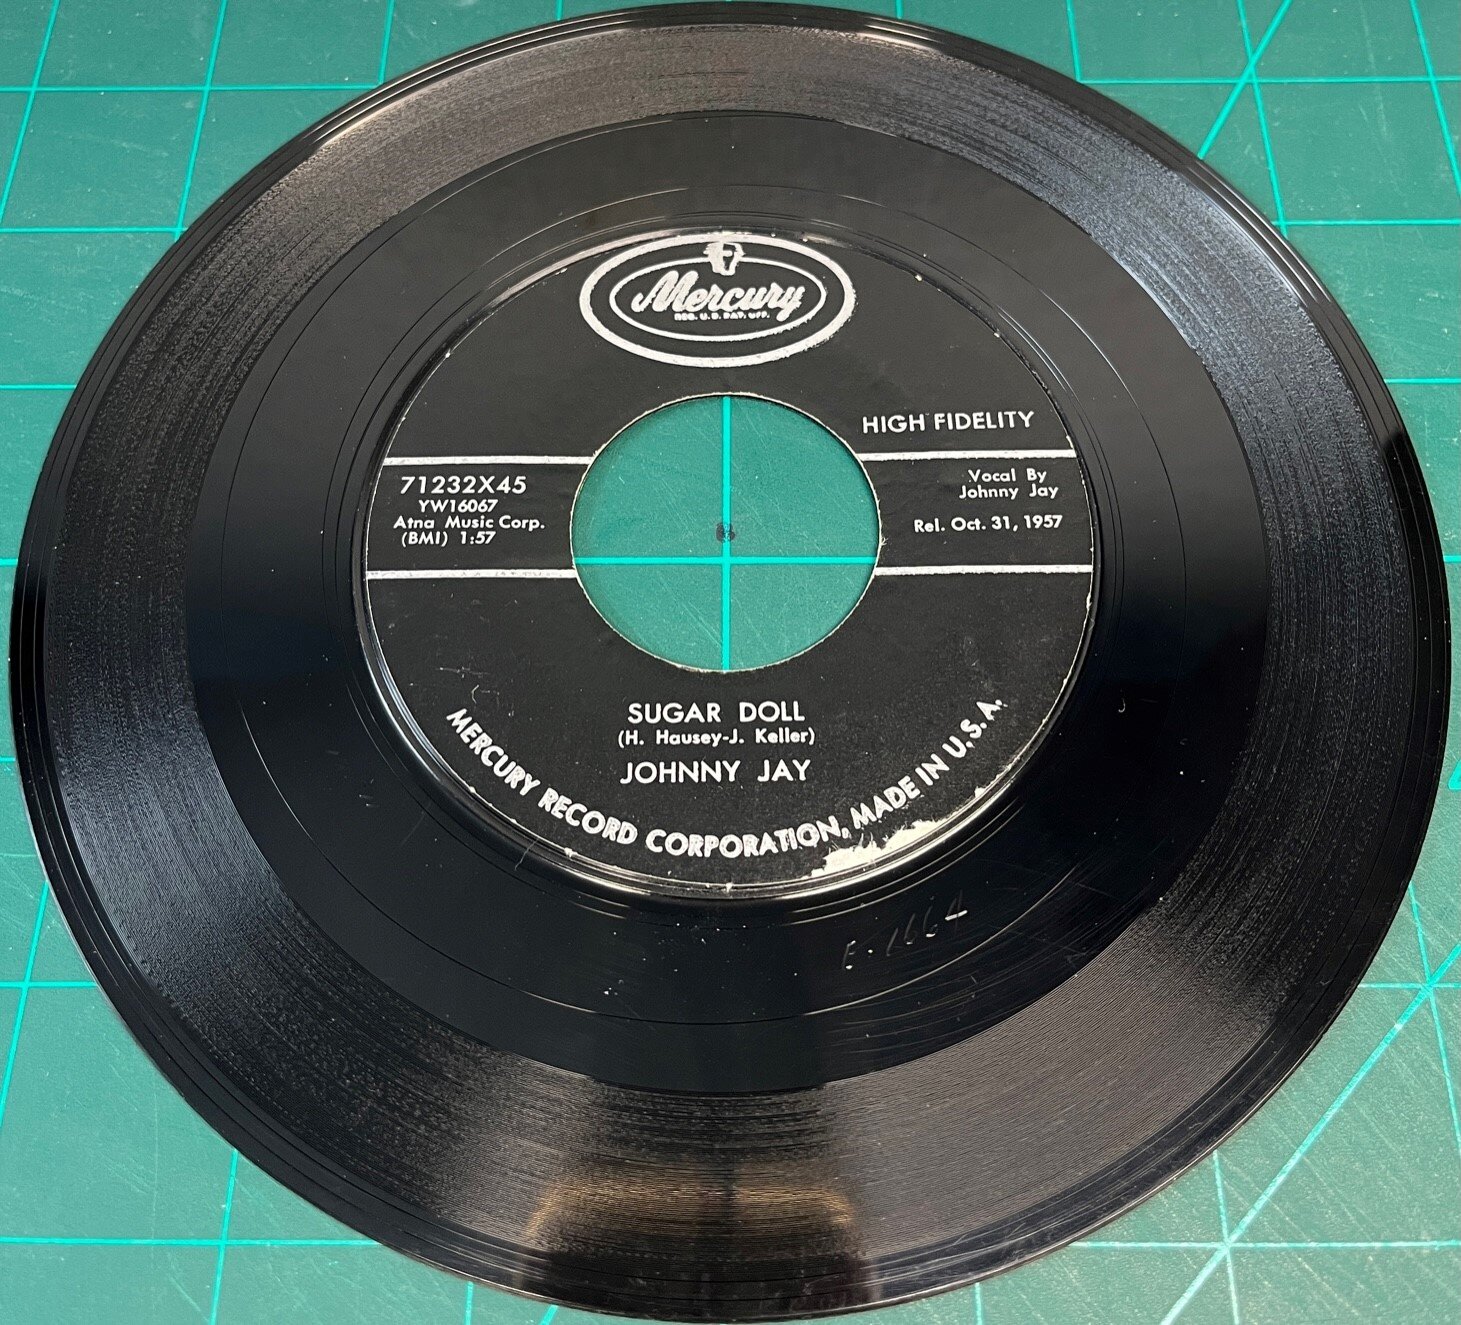 Mercury
REG. U.S. PAT. OFF.
HIGH FIDELITY
71232X45
YW16067
Atna Music Corp.
(BMI) 1:57
Vocal By
Johnny Jay
Rel. Oct. 31, 1957
SUGAR DOLL
(H. Hausey-J. Keller)
JOHNNY JAY
MERCURY RECORD CORPORATION, MADE IN U.S.A.